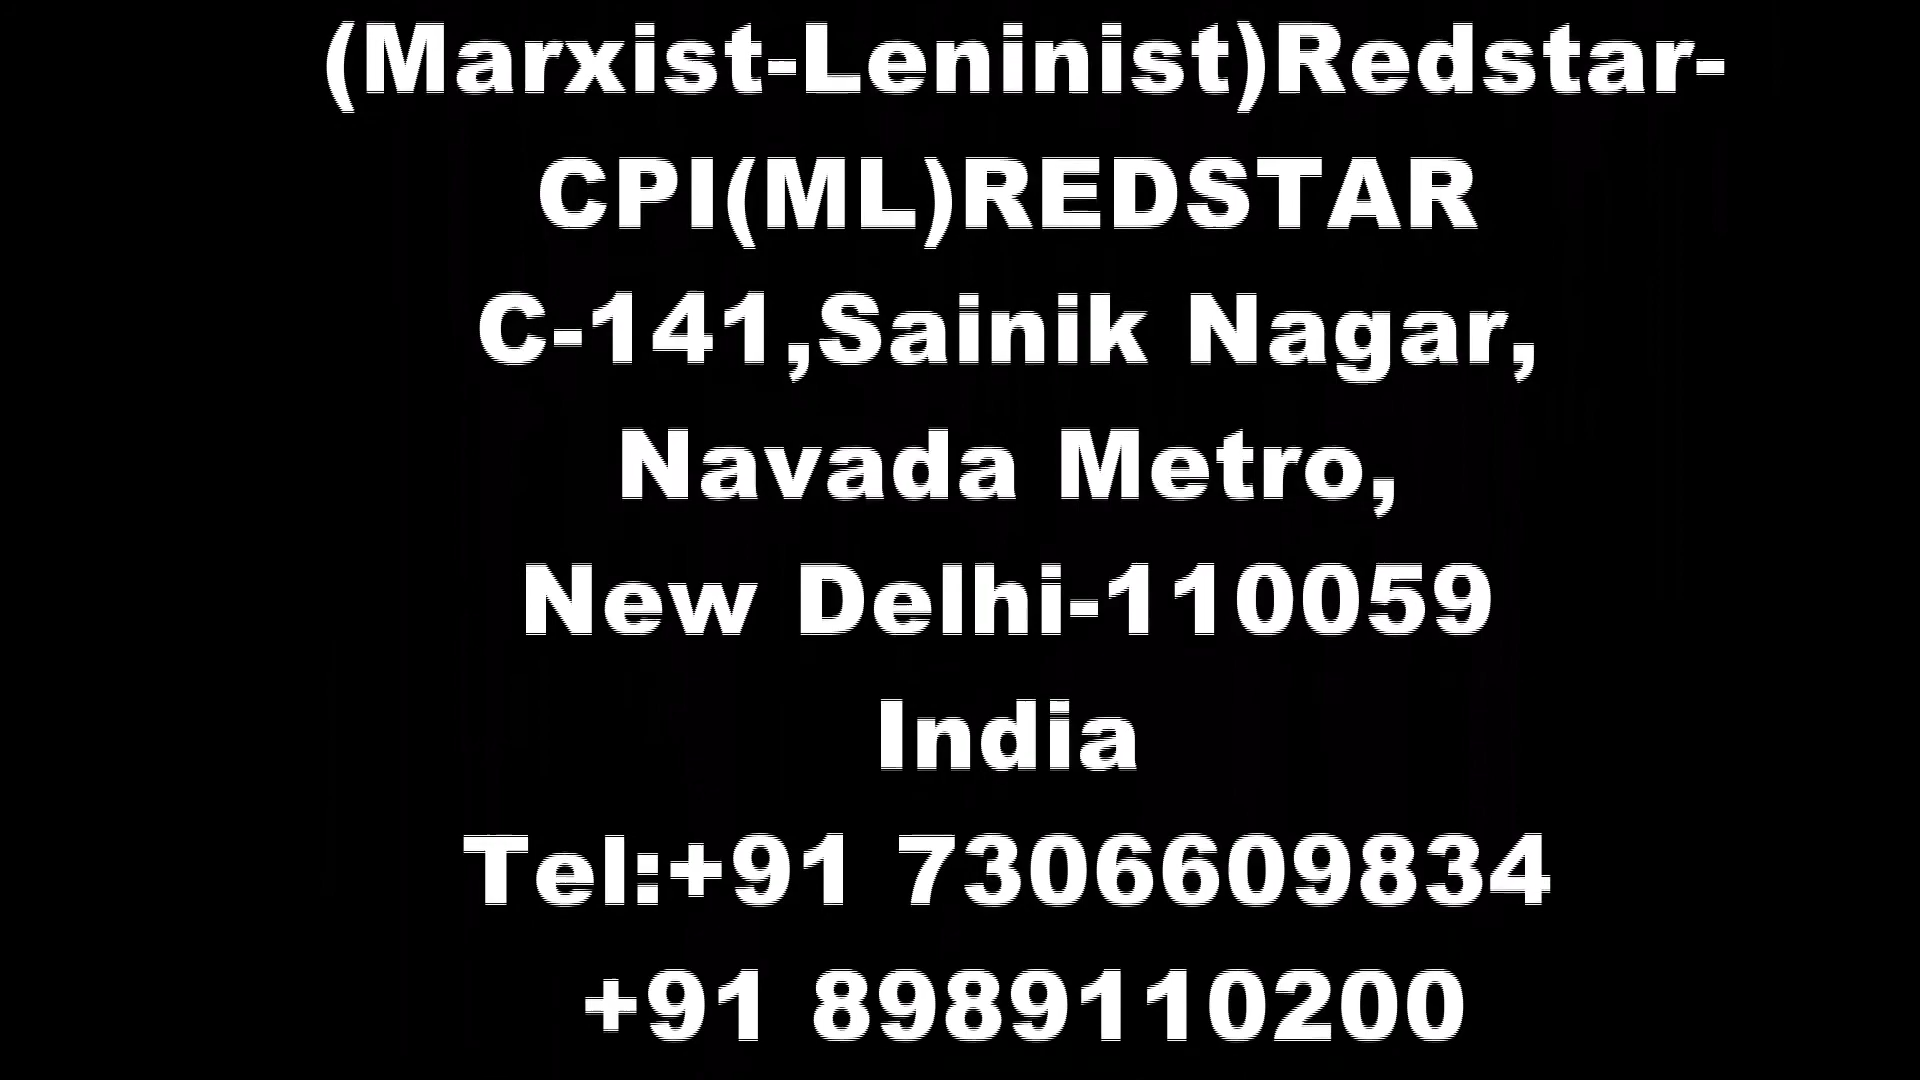 (Marxist-Leninist)Redstar-
CPI(ML)REDSTAR
C-141,Sainik Nagar,
Navada Metro,
New Delhi-110059
India
Tel:+91 7306609834
+91 8989110200